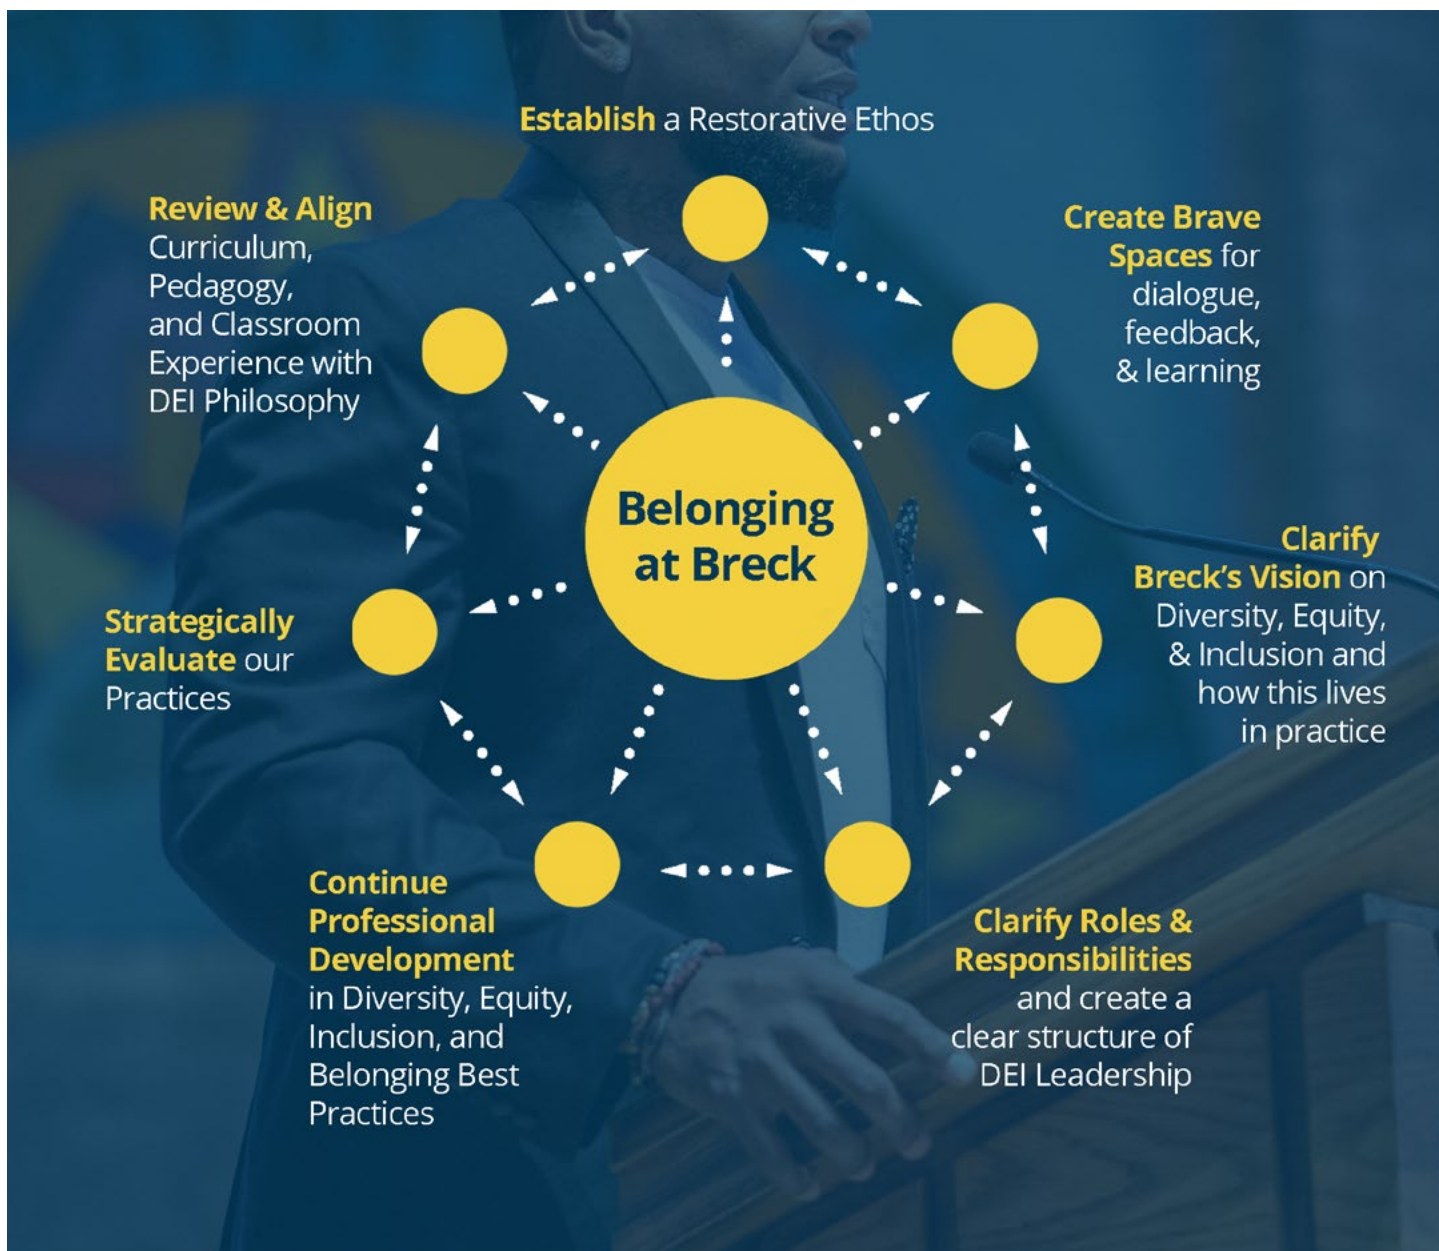 Establish a Restorative Ethos
Review & Align
Curriculum,
Pedagogy,
and Classroom
Experience with
DEI Philosophy
Create Brave
Spaces for
dialogue,
feedback,
& learning
Belonging
at Breck
Clarify
Breck's Vision on
Diversity, Equity,
& Inclusion and
how this lives
in practice
Strategically
Evaluate our
Practices
Continue
Professional
Development
in Diversity, Equity,
Inclusion, and
Belonging Best
Practices
Clarify Roles &
Responsibilities
and create a
clear structure of
DEI Leadership